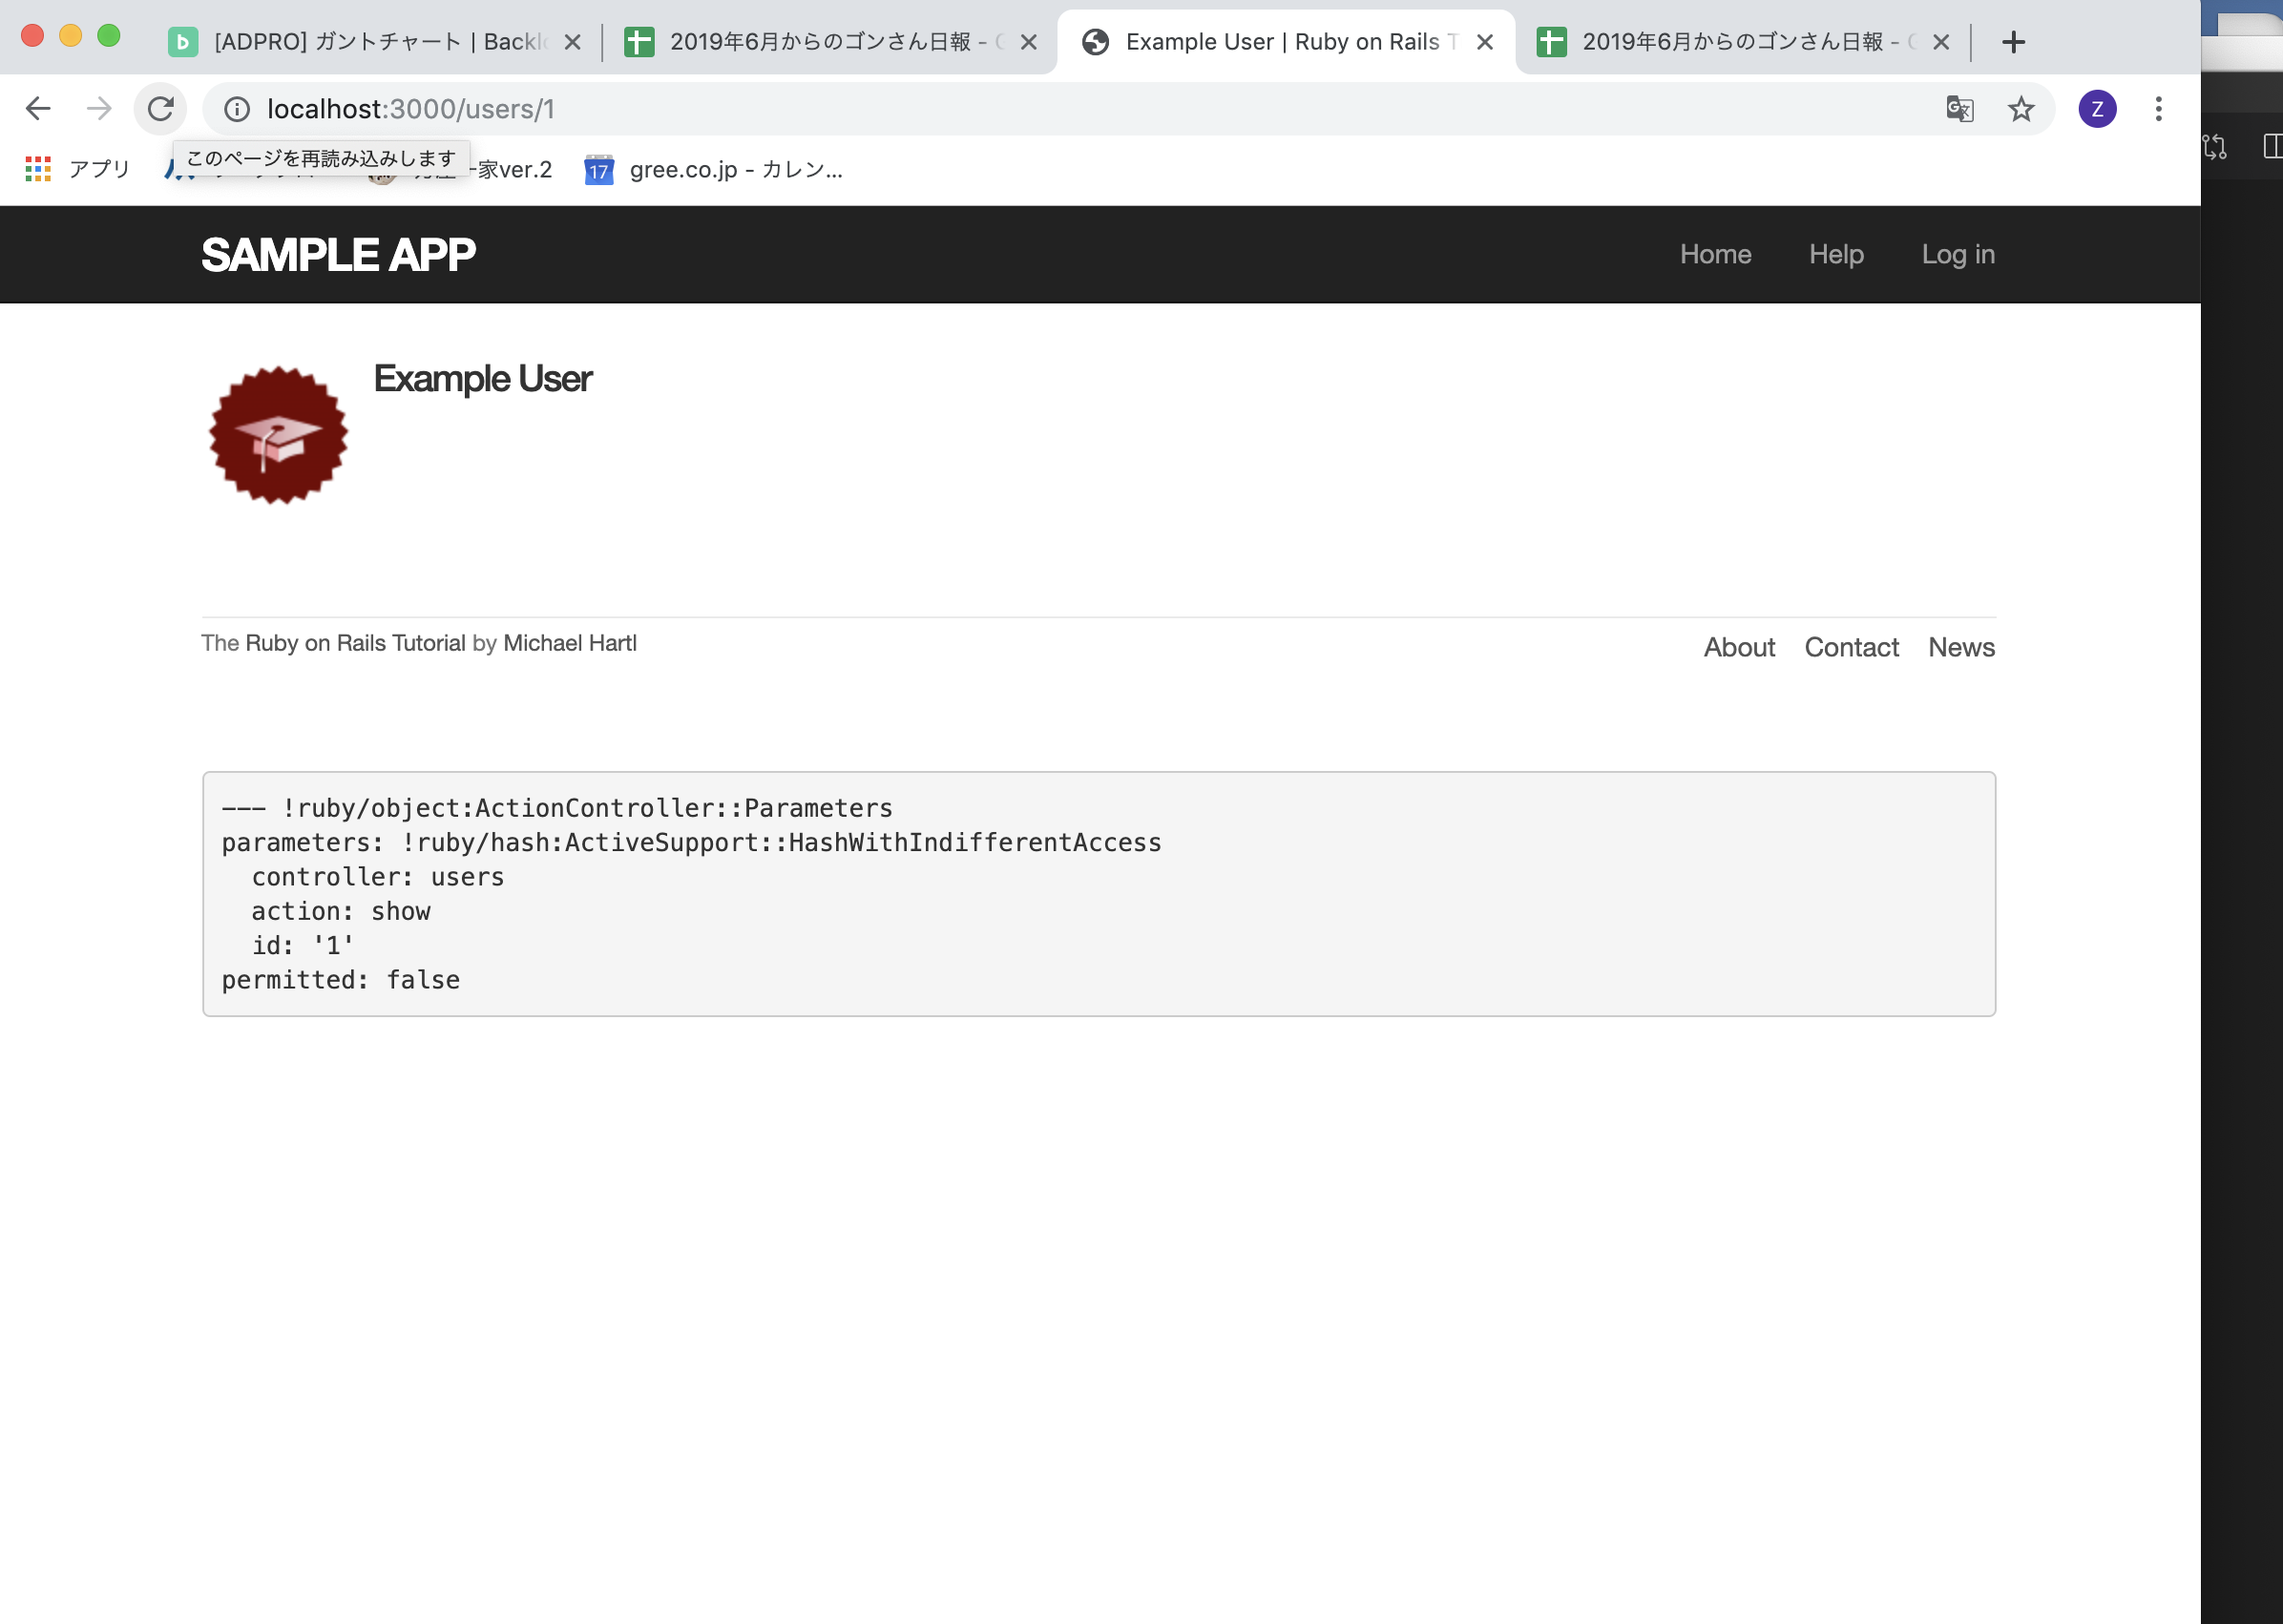 [ADPRO] ガントチャート | Backl
2019年6月からのゴンさん日報 -
Example User | Ruby on Rails T
2019年6月からのゴンさん日報 -
localhost:3000/users/1
Z
このページを再読み込みします
アプリ
家ver.2
17
gree.co.jp - カレン...
SAMPLE APP
Home Help Log in
Example User
The Ruby on Rails Tutorial by Michael Hartl
About Contact News
--- !ruby/object:ActionController::Parameters
parameters: !ruby/hash:ActiveSupport::HashWithIndifferentAccess
  controller: users
  action: show
  id: '1'
permitted: false